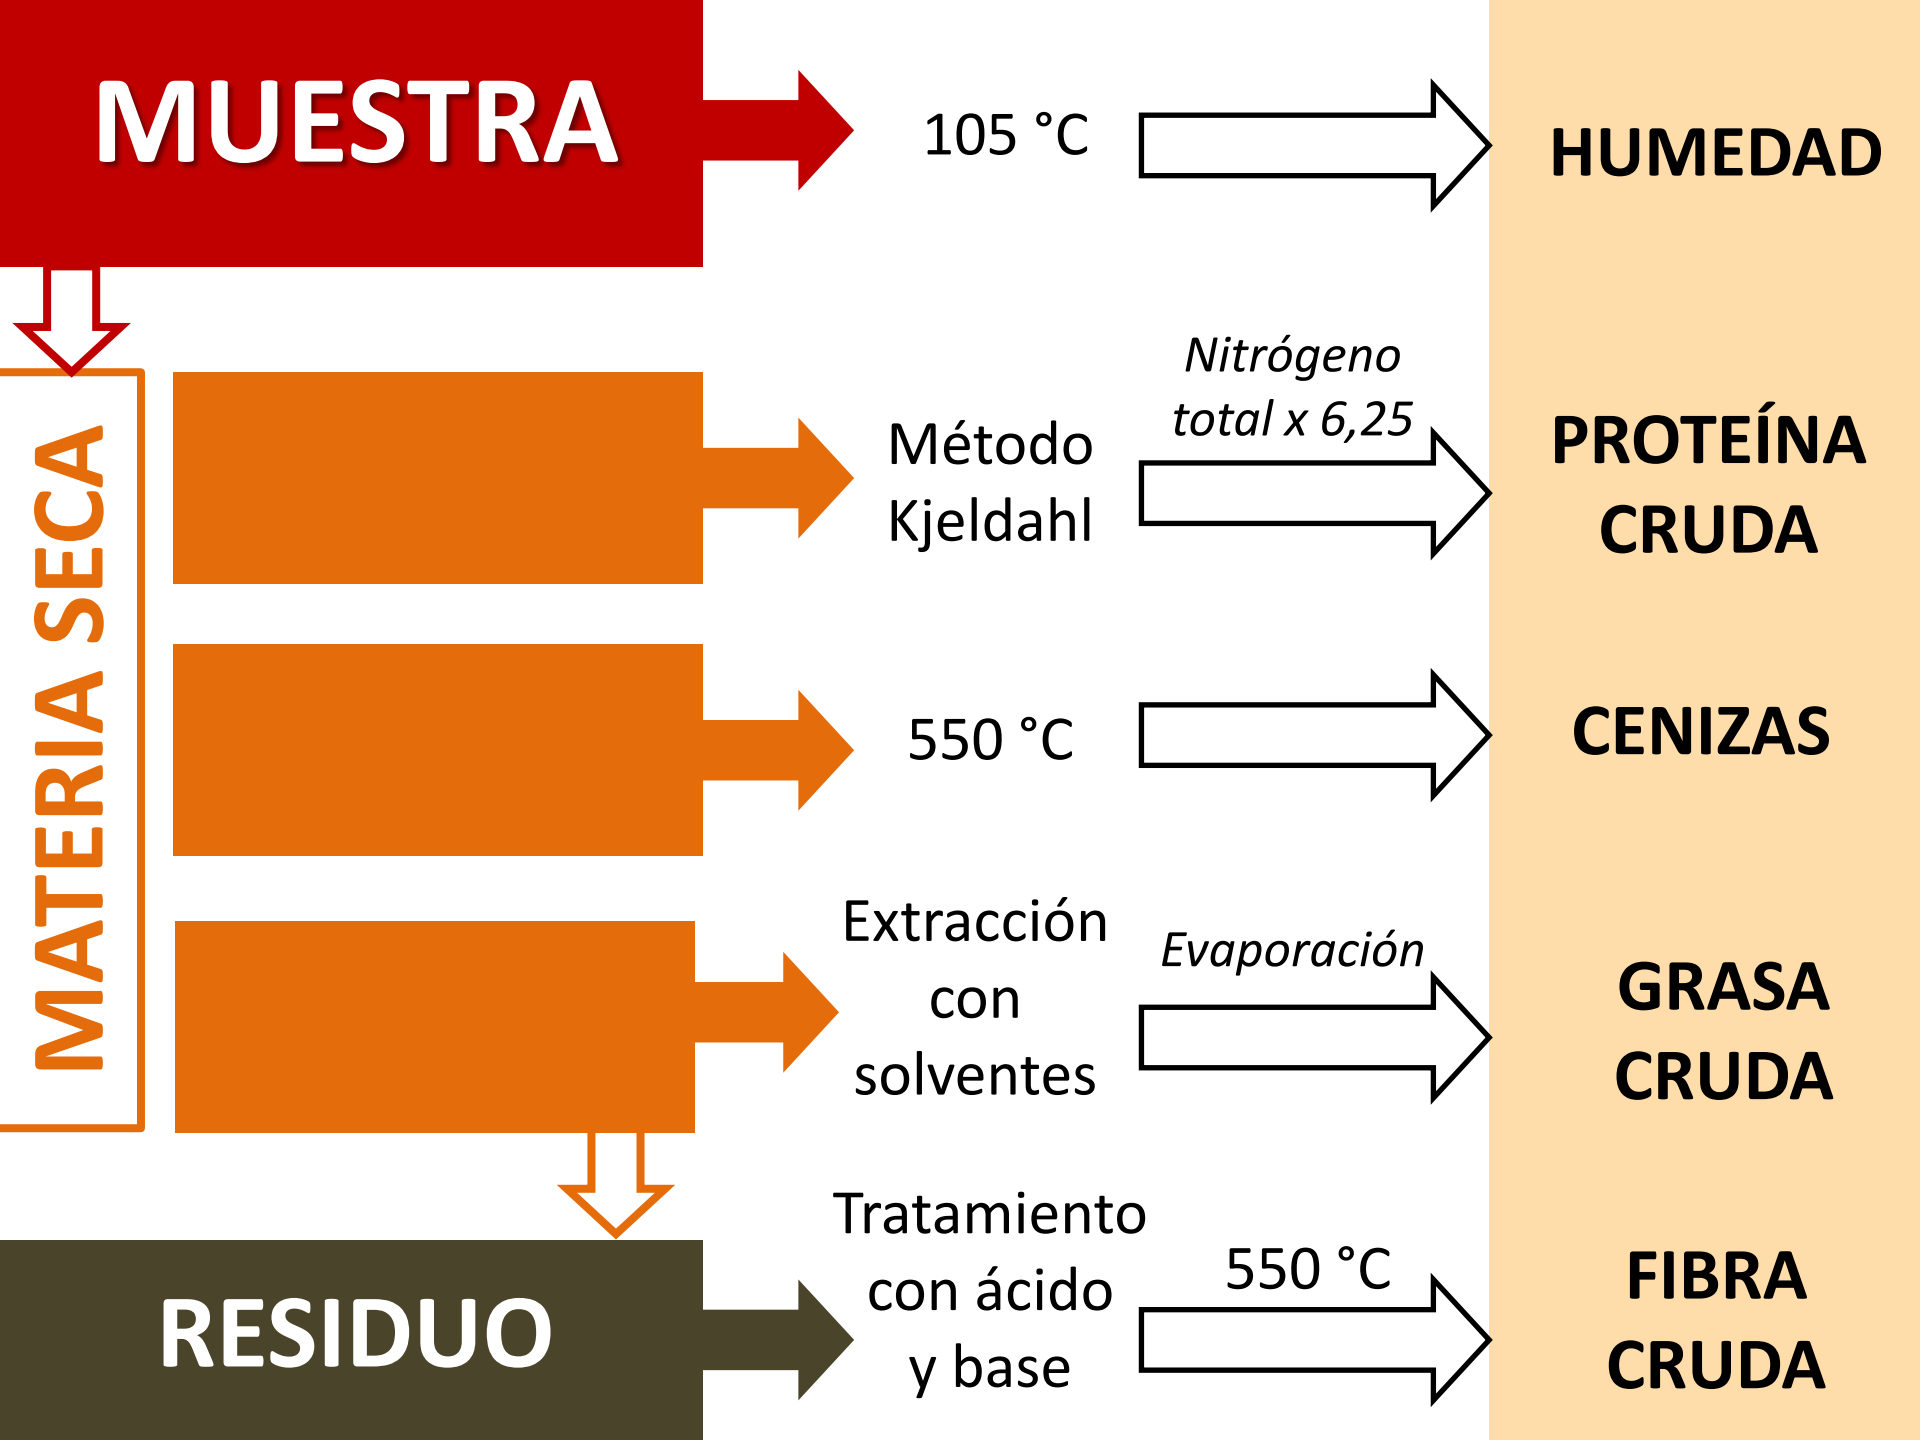 MUESTRA
105 °C
HUMEDAD
MATERIA SECA
Método
Kjeldahl
Nitrógeno
total x 6,25
PROTEÍNA
CRUDA
550 °C
CENIZAS
Extracción
con
solventes
Evaporación
GRASA
CRUDA
RESIDUO
Tratamiento
con ácido
y base
550 °C
FIBRA
CRUDA